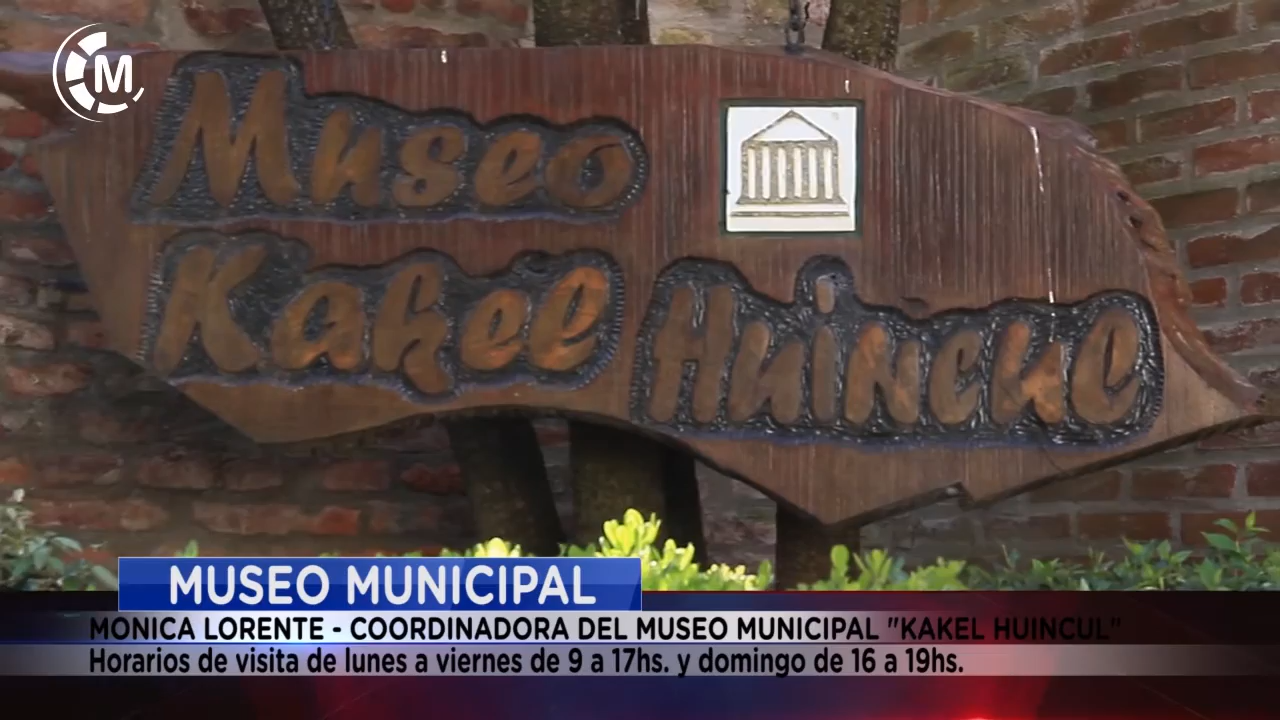 M
Museo
Kakel Huincul
MUSEO MUNICIPAL
MONICA LORENTE - COORDINADORA DEL MUSEO MUNICIPAL "KAKEL HUINCUL"
Horarios de visita de lunes a viernes de 9 a 17hs. y domingo de 16 a 19hs.